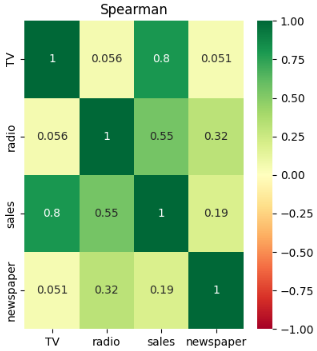 Spearman
TV 1 0.056 0.8 0.051
radio 0.056 1 0.55 0.32
sales 0.8 0.55 1 0.19
newspaper 0.051 0.32 0.19 1
TV radio sales newspaper
1.00
0.75
0.50
0.25
0.00
−0.25
−0.50
−0.75
−1.00